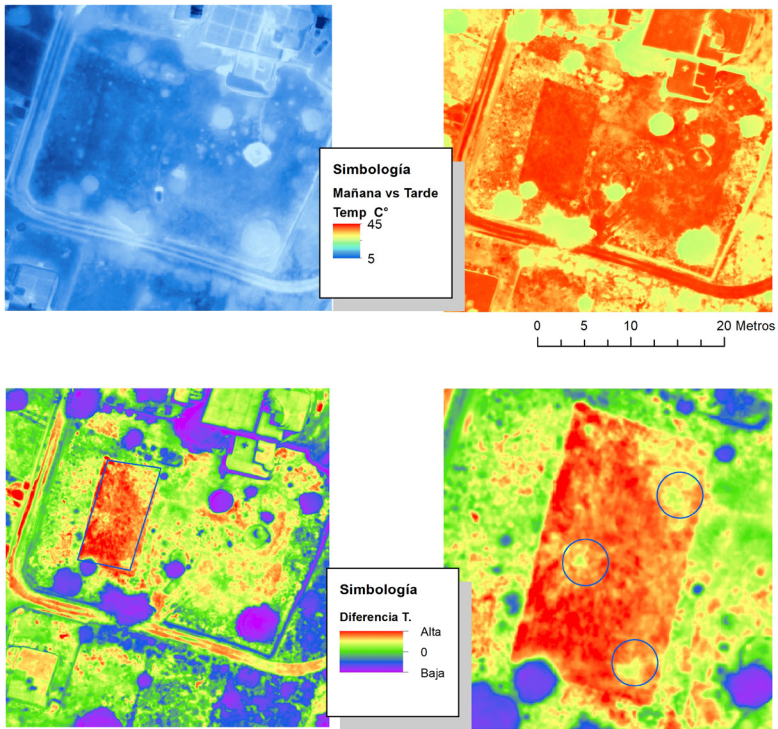 Simbología
Mañana vs Tarde
Temp C°
45
5
0 5 10 20 Metros
Simbología
Diferencia T.
Alta
0
Baja